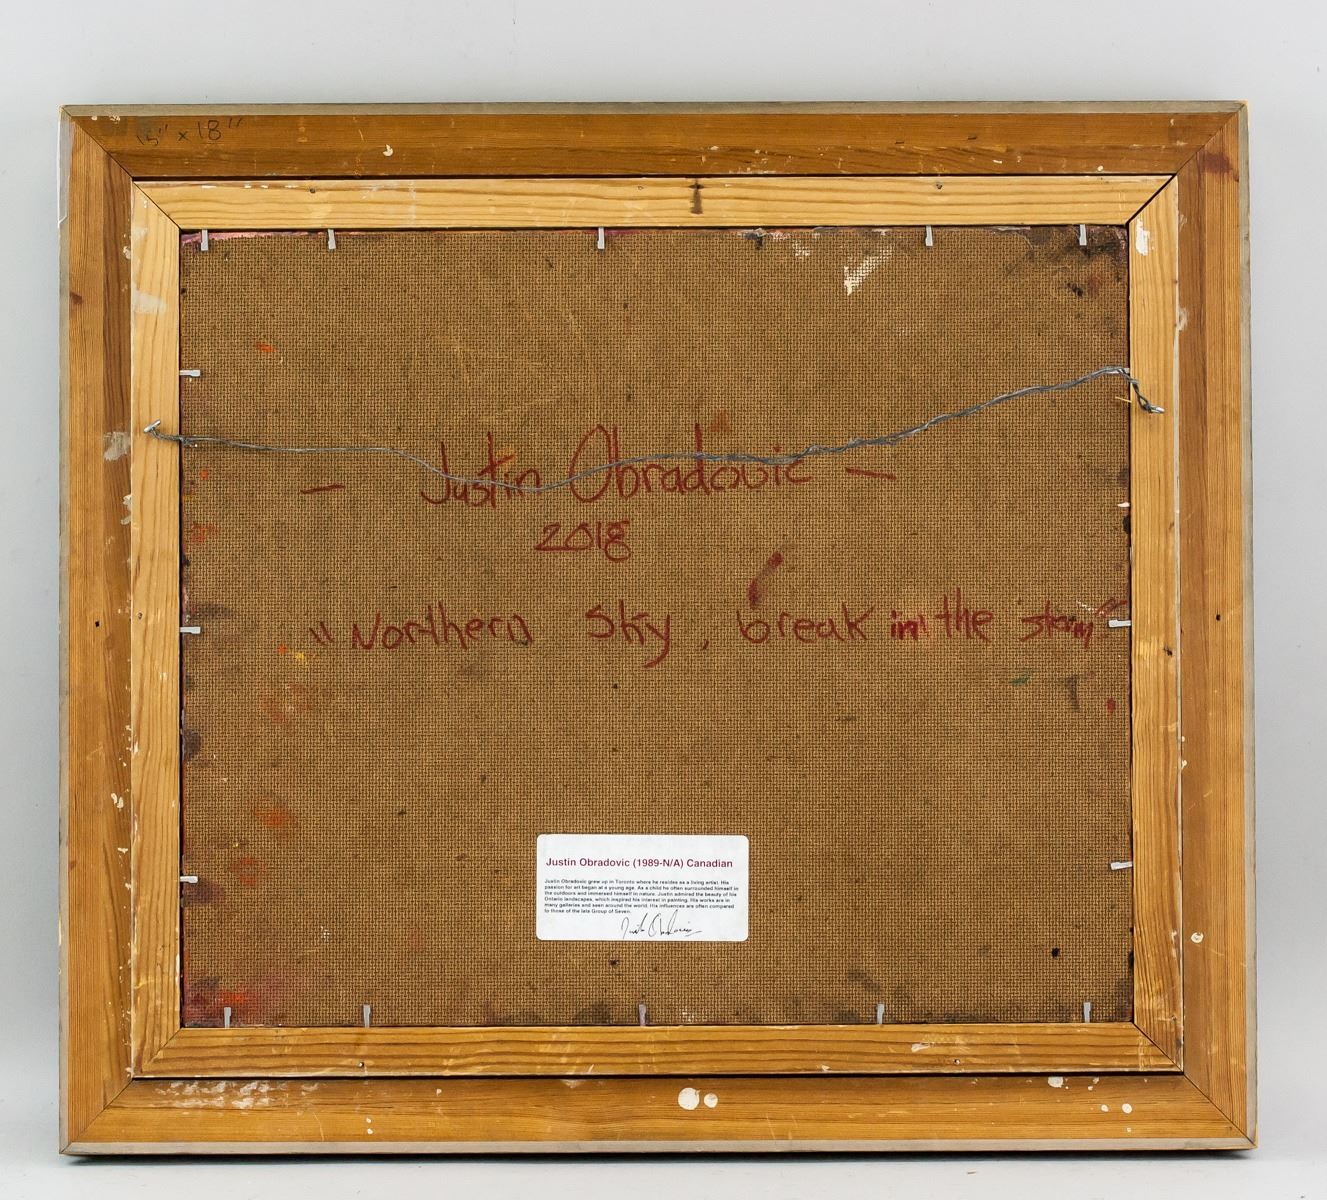 15" x 18"
- Justin Obradovic -
2018
"Northern Sky, break in the storm"
Justin Obradovic (1989-N/A) Canadian
Justin Obradovic grew up in Toronto where he resides as a living artist. His
passion for art began at a young age. As a child he often surrounded himself in
the outdoors and immersed himself in nature. Justin admired the beauty of his
Ontario landscapes, which inspired his interest in painting. His works are in
many galleries and seen around the world. His influences are often compared
to those of the late Group of Seven.
Justin Obradovic